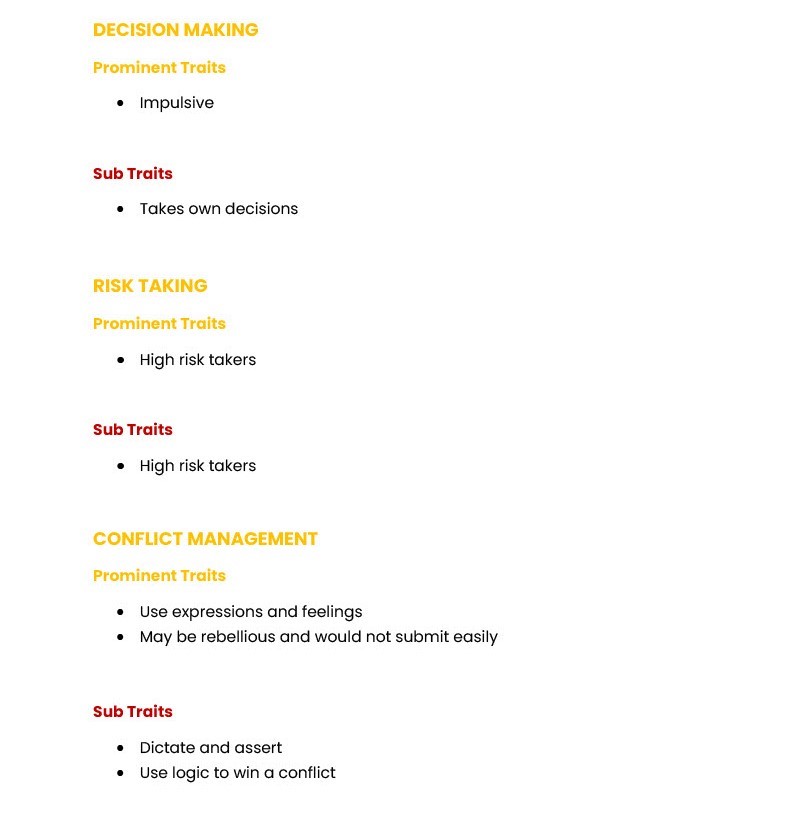 DECISION MAKING
Prominent Traits
• Impulsive
Sub Traits
• Takes own decisions
RISK TAKING
Prominent Traits
• High risk takers
Sub Traits
• High risk takers
CONFLICT MANAGEMENT
Prominent Traits
• Use expressions and feelings
• May be rebellious and would not submit easily
Sub Traits
• Dictate and assert
• Use logic to win a conflict